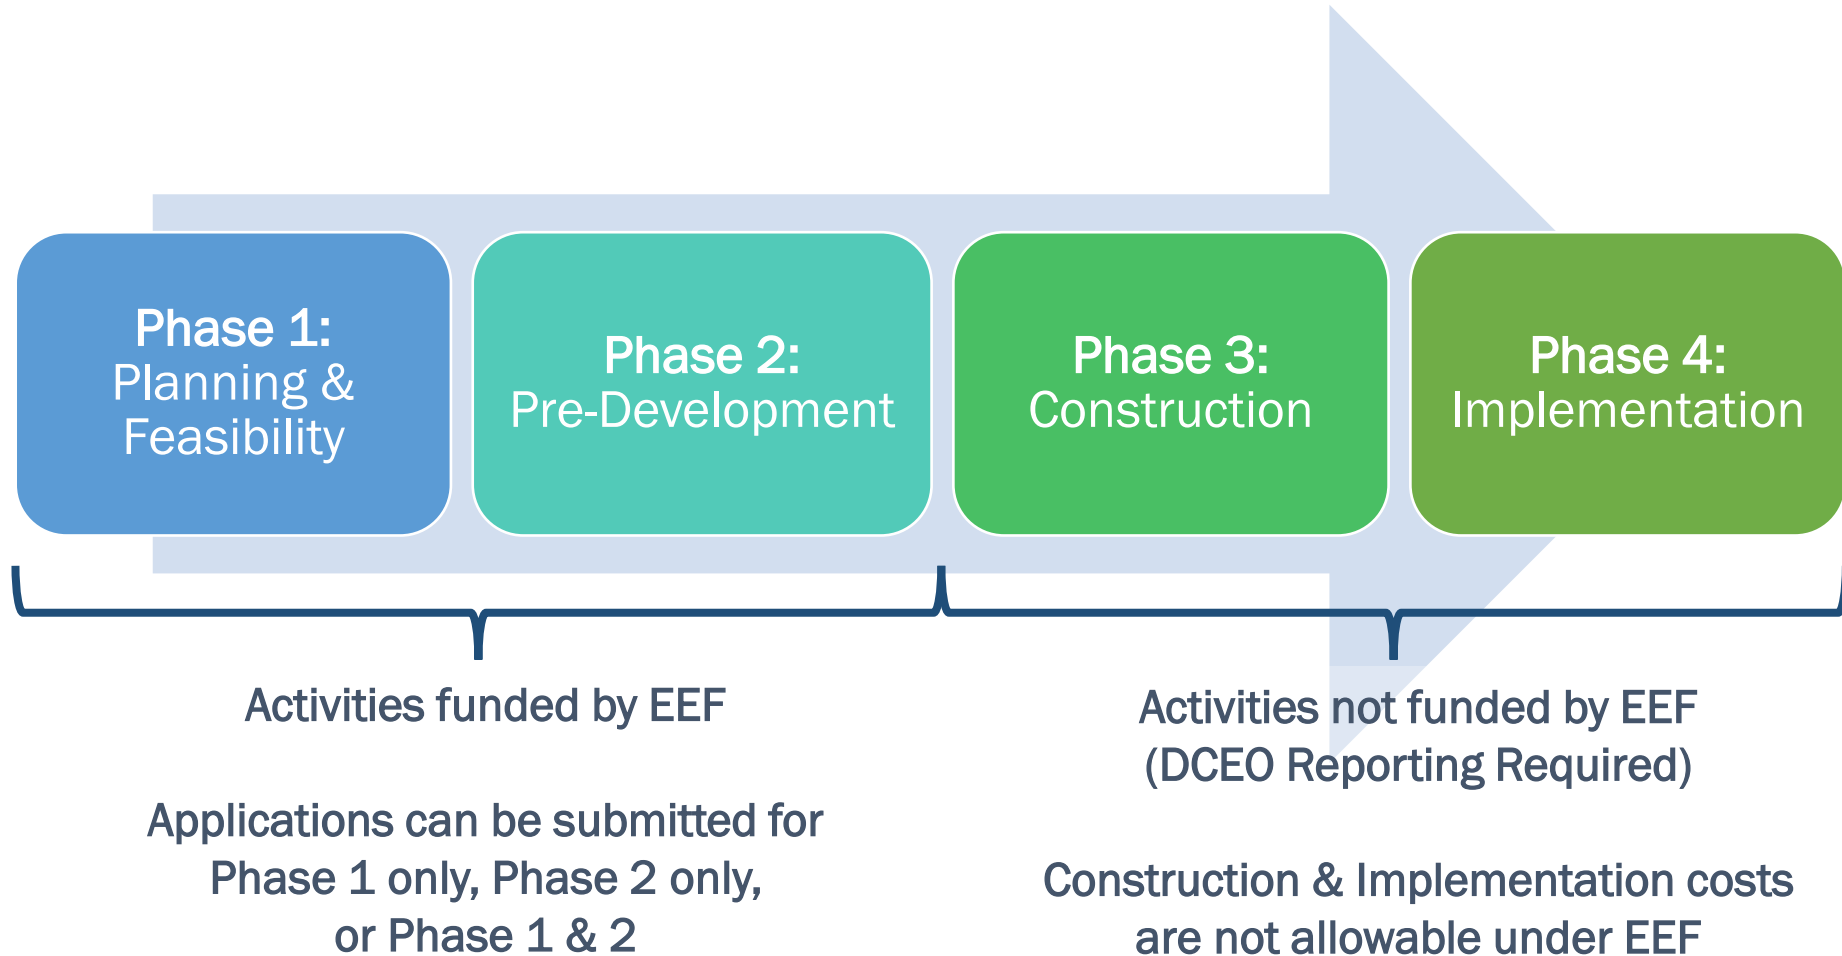 Phase 1:
Planning &
Feasibility
Phase 2:
Pre-Development
Phase 3:
Construction
Phase 4:
Implementation
Activities funded by EEF
Applications can be submitted for
Phase 1 only, Phase 2 only,
or Phase 1 & 2
Activities not funded by EEF
(DCEO Reporting Required)
Construction & Implementation costs
are not allowable under EEF